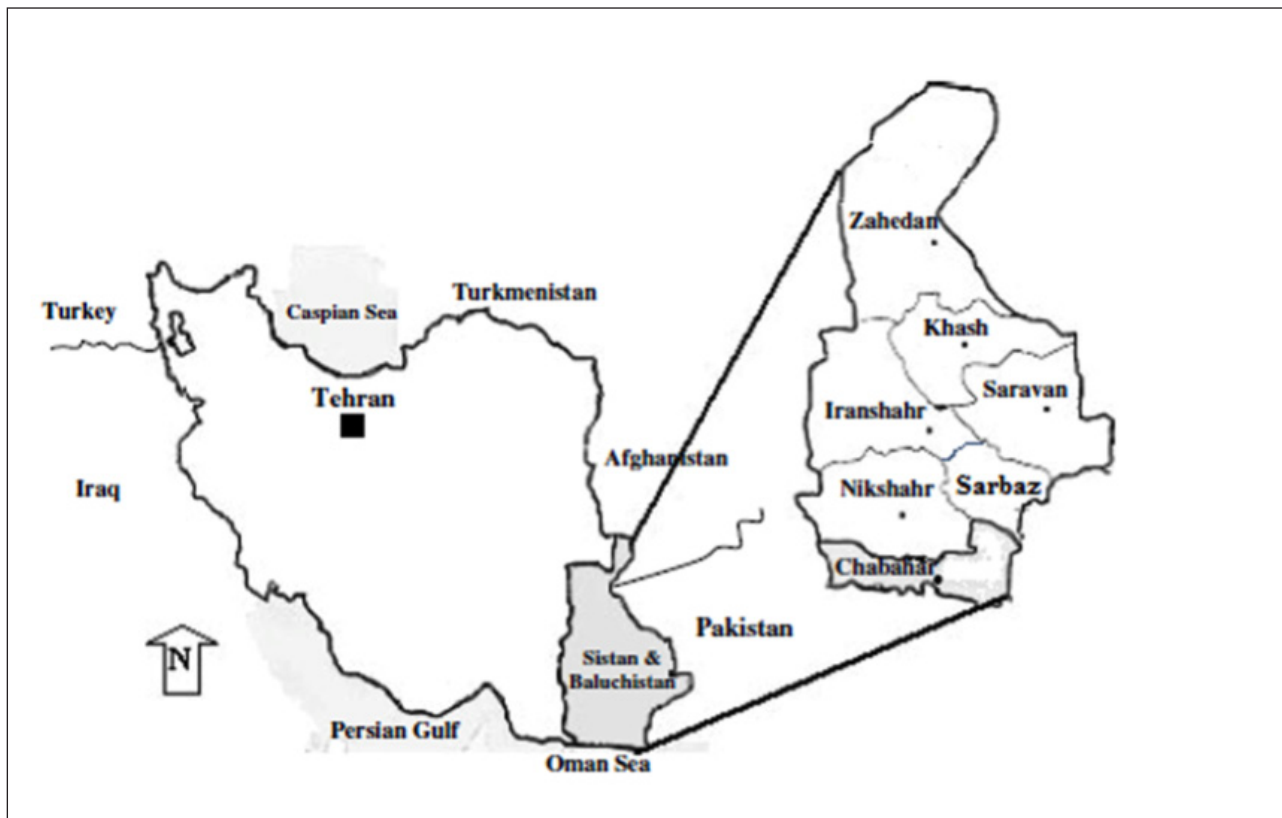 Zahedan
Turkmenistan
Turkey
Caspian Sea
Khash
Tehran
Saravan
Iranshahr
Afghanistan
Iraq
Nikshahr
Sarbaz
Chabahar
Pakistan
N
Sistan &
Baluchistan
Persian Gulf
Oman Sea